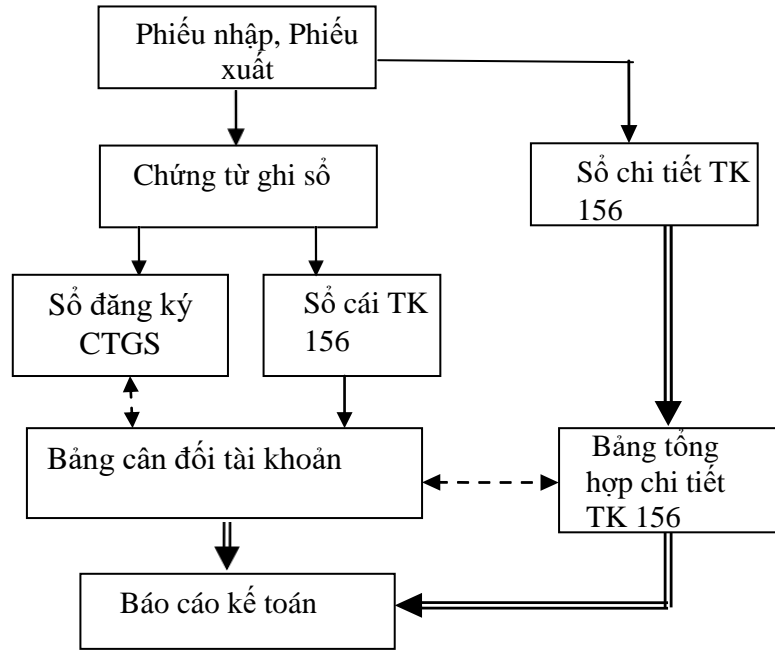 Phiếu nhập, Phiếu
xuất
Chứng từ ghi sổ
Sổ chi tiết TK
156
Sổ đăng ký
CTGS
Sổ cái TK
156
Bảng cân đối tài khoản
Bảng tổng
hợp chi tiết
TK 156
Báo cáo kế toán